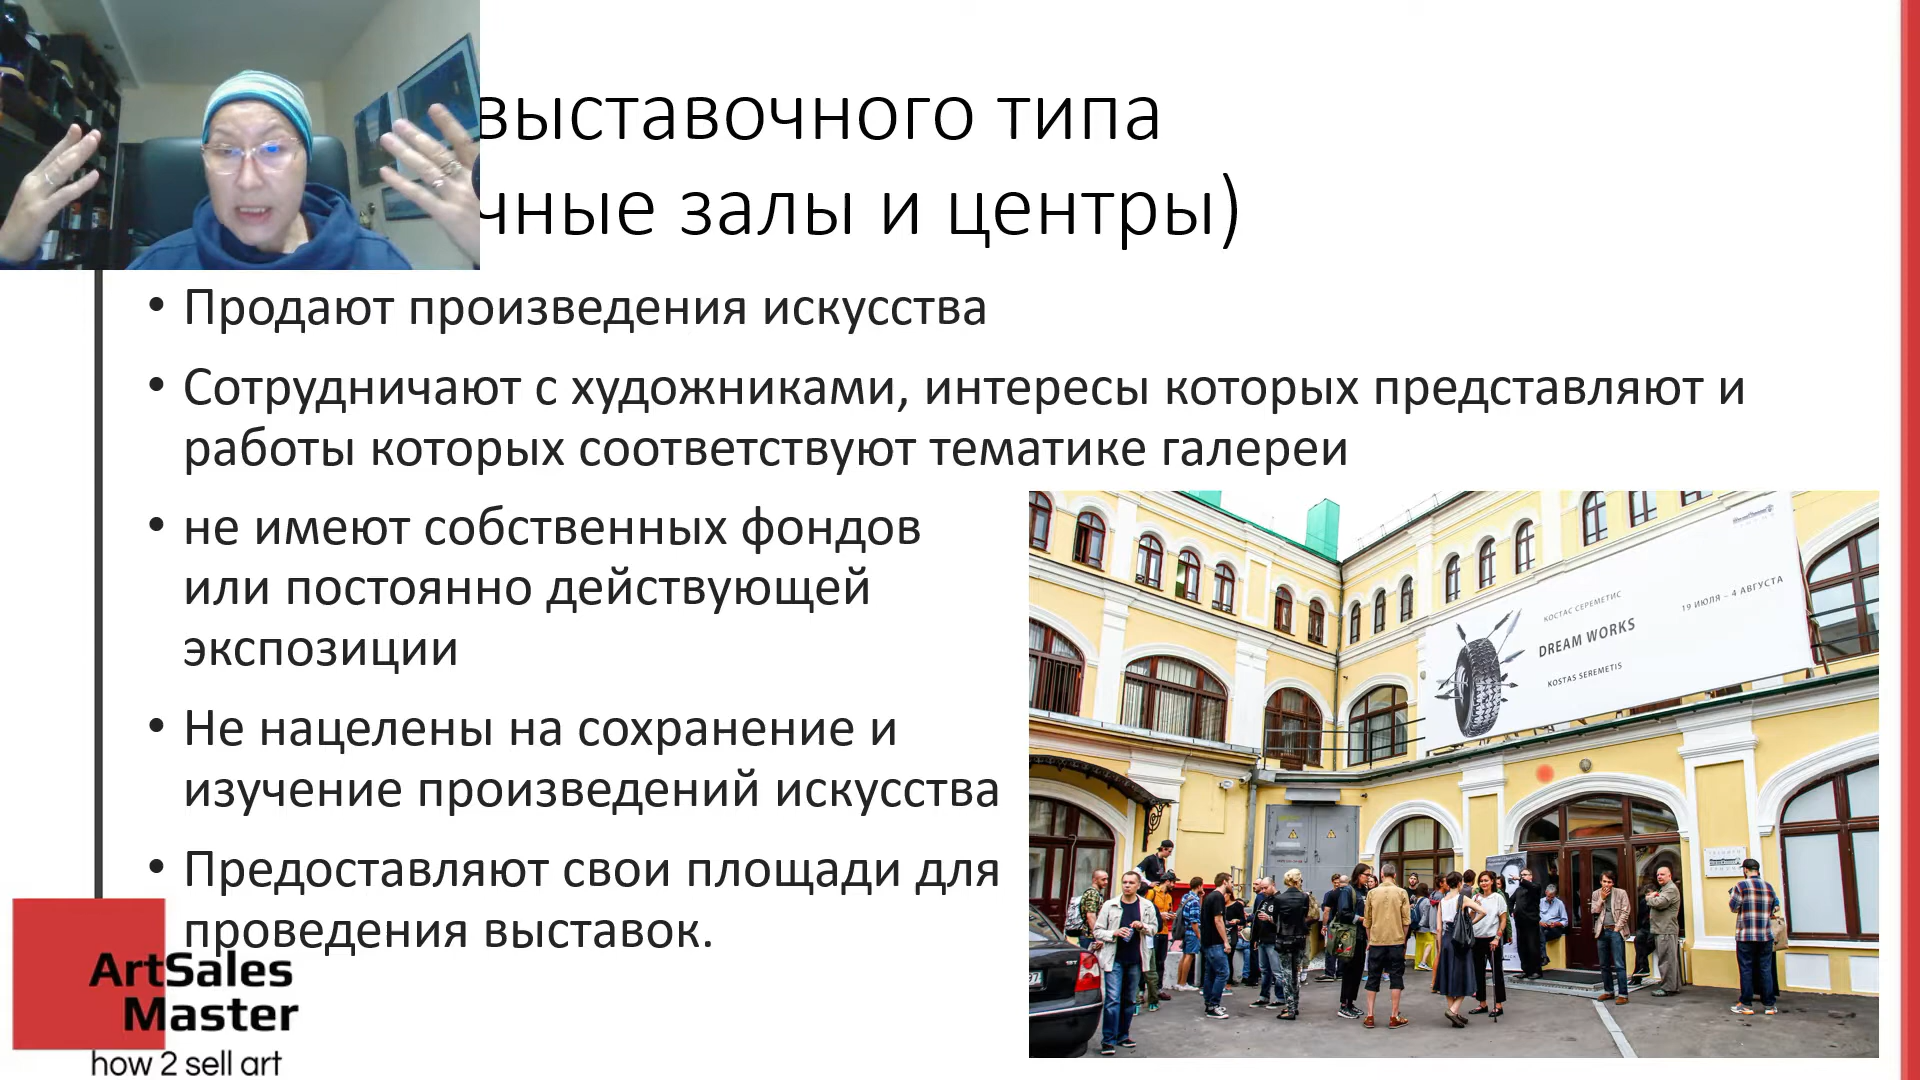 выставочного типа
чные залы и центры)
• Продают произведения искусства
• Сотрудничают с художниками, интересы которых представляют и
работы которых соответствуют тематике галереи
• не имеют собственных фондов
или постоянно действующей
экспозиции
• Не нацелены на сохранение и
изучение произведений искусства
• Предоставляют свои площади для
проведения выставок.
КОСТАС СЕРЕМЕТИС
19 ИЮЛЯ – 4 АВГУСТА
DREAM WORKS
KOSTAS SEREMETIS
ArtSales
Master
how 2 sell art